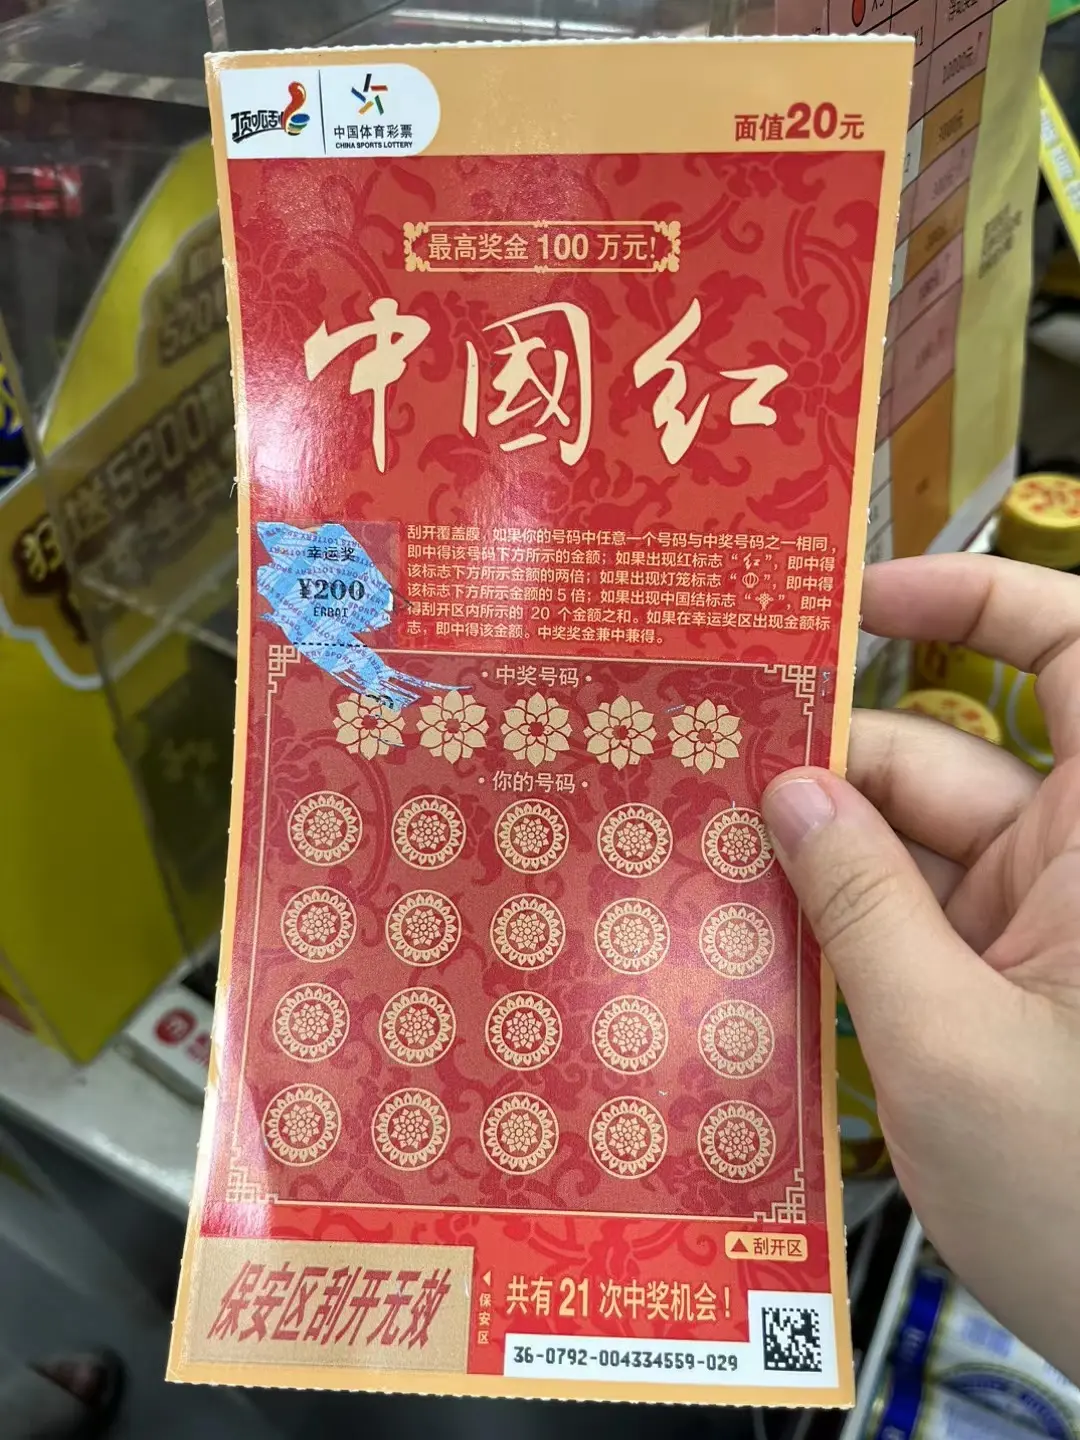 顶呱刮
中国体育彩票
CHINA SPORTS LOTTERY
面值20元
最高奖金 100 万元!
中國红
刮开覆盖膜,如果你的号码中任意一个号码与中奖号码之一相同,
即中得该号码下方所示的金额;如果出现红标志“红”,即中得
该标志下方所示金额的两倍;如果出现灯笼标志“”,即中得
该标志下方所示金额的 5 倍;如果出现中国结标志“”,即中
得刮开区内所示的 20 个金额之和。如果在幸运奖区出现金额标
志,即中得该金额。中奖奖金兼中兼得。
幸运奖
¥200
ERBAI
·中奖号码·
·你的号码·
▲刮开区
保安区刮开无效
◀保安区
共有 21 次中奖机会!
36-0792-004334559-029